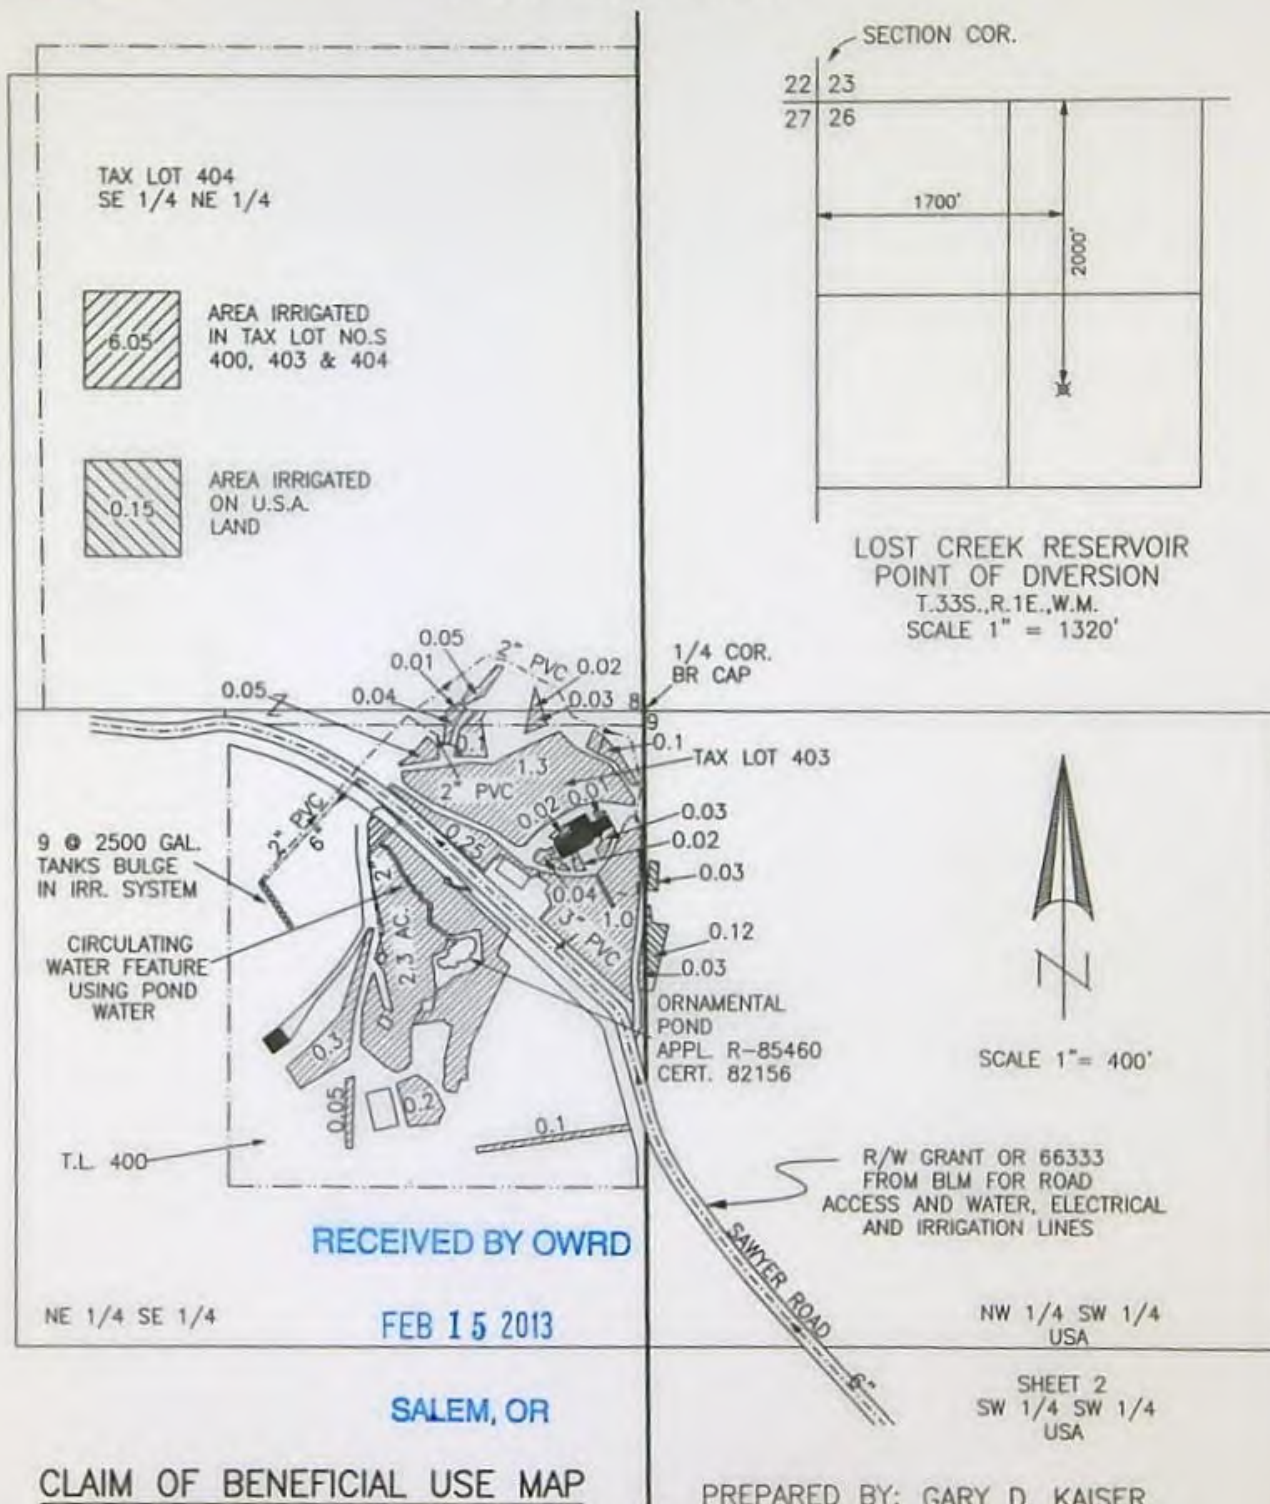 SECTION COR.
22 23
27 26
1700'
2000'
LOST CREEK RESERVOIR
POINT OF DIVERSION
T.33S.,R.1E.,W.M.
SCALE 1" = 1320'
TAX LOT 404
SE 1/4 NE 1/4
6.05
AREA IRRIGATED
IN TAX LOT NO.S
400, 403 & 404
0.15
AREA IRRIGATED
ON U.S.A.
LAND
0.05
0.01
0.04
0.05
2" PVC
0.02
0.03
8
9
1/4 COR.
BR CAP
0.1
0.1
TAX LOT 403
1.3
2" PVC
0.02
0.01
0.03
0.02
0.03
0.25
0.04
1.0
3" PVC
0.12
0.03
2" PVC
6"
9 @ 2500 GAL.
TANKS BULGE
IN IRR. SYSTEM
CIRCULATING
WATER FEATURE
USING POND
WATER
2"
2.3 AC.
ORNAMENTAL
POND
APPL. R-85460
CERT. 82156
0.3
0.05
0.2
0.1
T.L. 400
N
SCALE 1"= 400'
R/W GRANT OR 66333
FROM BLM FOR ROAD
ACCESS AND WATER, ELECTRICAL
AND IRRIGATION LINES
SAWYER ROAD
6"
RECEIVED BY OWRD
FEB 15 2013
SALEM, OR
NE 1/4 SE 1/4
NW 1/4 SW 1/4
USA
SHEET 2
SW 1/4 SW 1/4
USA
CLAIM OF BENEFICIAL USE MAP
PREPARED BY: GARY D. KAISER